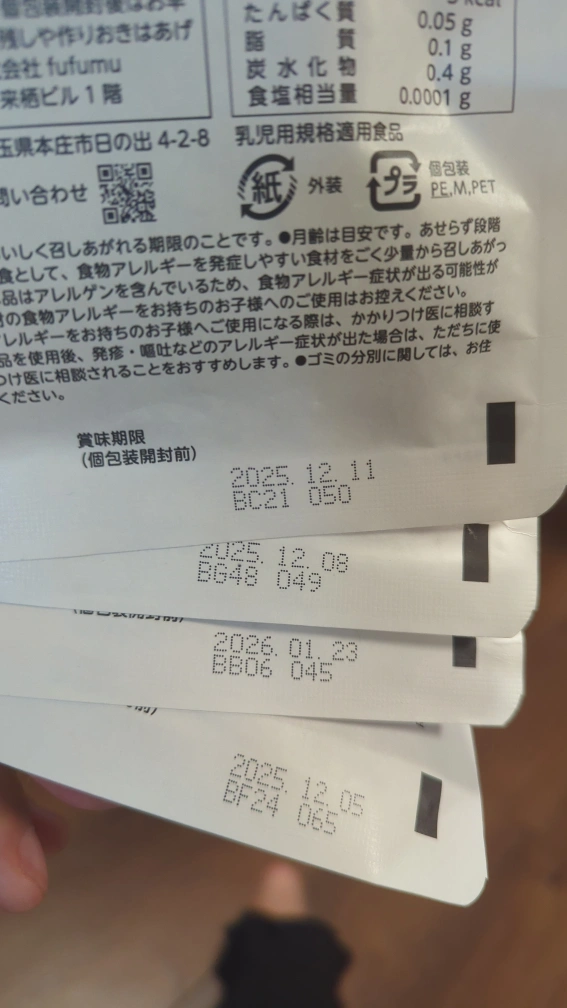 個包装開封後はお早
残しや作りおきはあげ
会社 fufumu
来栖ビル 1 階
玉県本庄市日の出 4-2-8
問い合わせ
kcal
たんぱく質 0.05 g
脂質 0.1 g
炭水化物 0.4 g
食塩相当量 0.0001 g
乳児用規格適用食品
紙 外装
プラ 個包装
PE,M,PET
いしく召しあがれる期限のことです。●月齢は目安です。あせらず段階
食として、食物アレルギーを発症しやすい食材をごく少量から召しあがっ
品はアレルゲンを含んでいるため、食物アレルギー症状が出る可能性が
の食物アレルギーをお持ちのお子様へのご使用はお控えください。
レルギーをお持ちのお子様へご使用になる際は、かかりつけ医に相談す
品を使用後、発疹・嘔吐などのアレルギー症状が出た場合は、ただちに使
つけ医に相談されることをおすすめします。●ゴミの分別に関しては、お住
ください。
賞味期限
(個包装開封前)
2025.12.11
BC21 050
2025.12.08
BG48 049
(個包装開封前)
2026.01.23
BB06 045
前)
2025.12.05
BF24 065